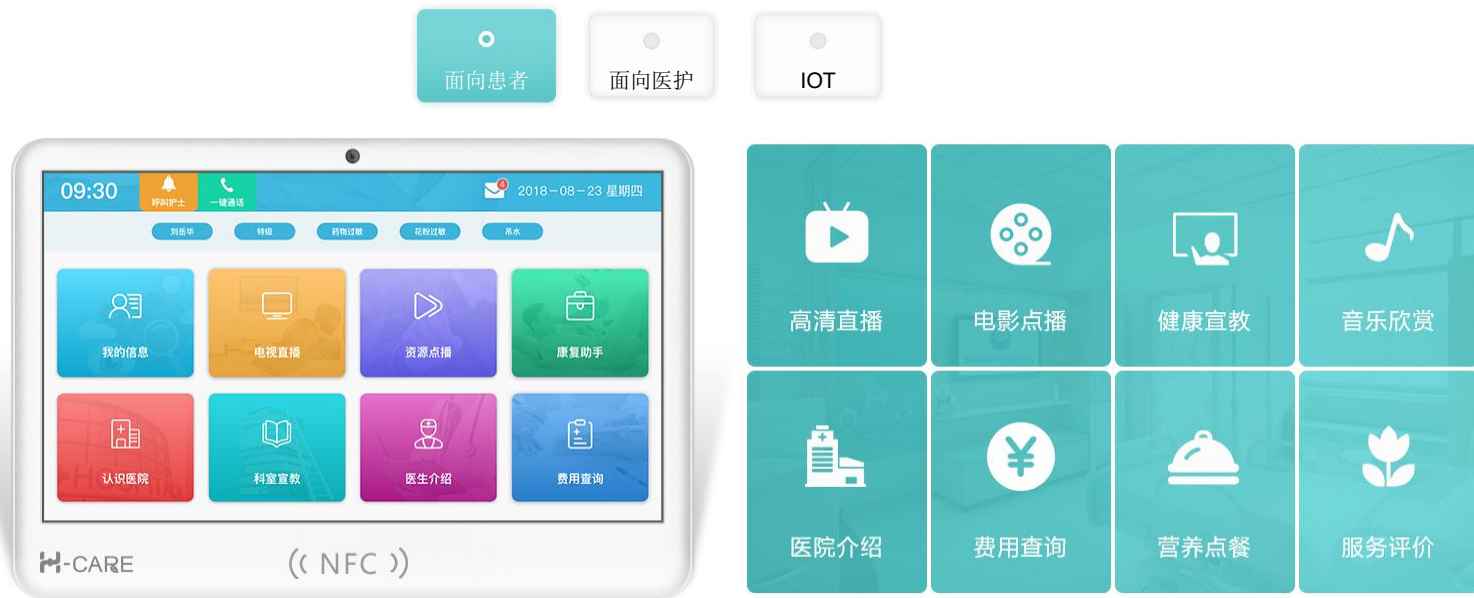 面向患者
面向医护
IOT
09:30
呼叫护士
一键通话
4
2018-08-23 星期四
刘岳华
特级
药物过敏
花粉过敏
吊水
我的信息
电视直播
资源点播
康复助手
认识医院
科室宣教
医生介绍
费用查询
H-CARE
NFC
高清直播
电影点播
健康宣教
音乐欣赏
医院介绍
费用查询
营养点餐
服务评价